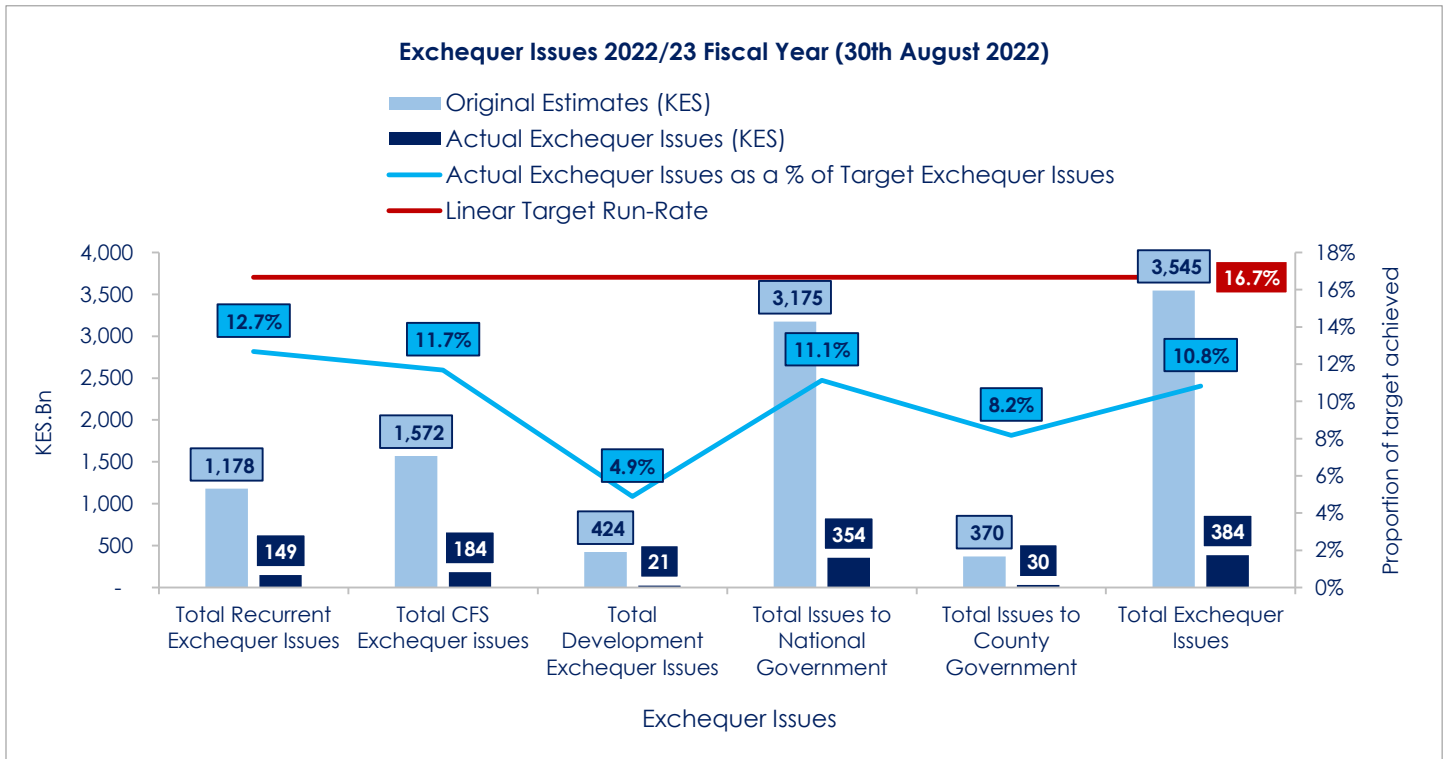 Exchequer Issues 2022/23 Fiscal Year (30th August 2022)
Original Estimates (KES)
Actual Exchequer Issues (KES)
Actual Exchequer Issues as a % of Target Exchequer Issues
Linear Target Run-Rate
KES.Bn
4,000
3,500
3,000
2,500
2,000
1,500
1,000
500
-
1,178
1,572
424
3,175
370
3,545
149
184
21
354
30
384
12.7%
11.7%
4.9%
11.1%
8.2%
10.8%
16.7%
18%
16%
14%
12%
10%
8%
6%
4%
2%
0%
Proportion of target achieved
Total Recurrent
Exchequer Issues
Total CFS
Exchequer issues
Total
Development
Exchequer Issues
Total Issues to
National
Government
Total Issues to
County
Government
Total Exchequer
Issues
Exchequer Issues